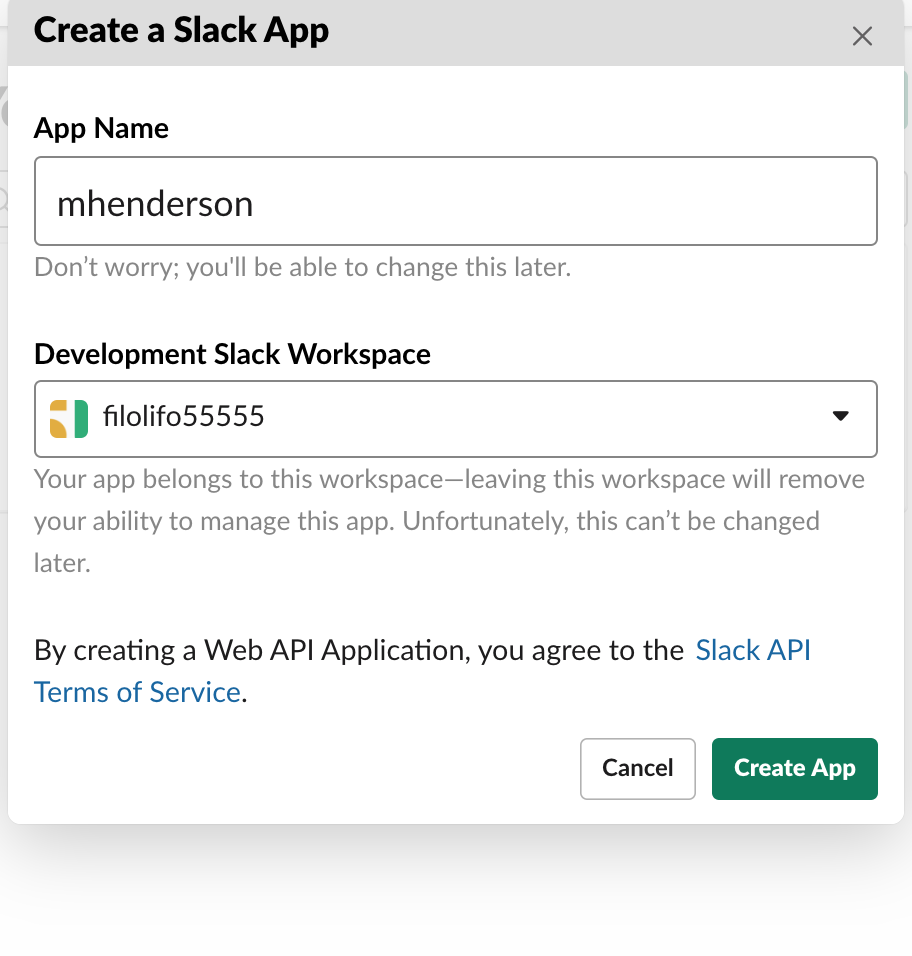 Create a Slack App
App Name
mhenderson
Don’t worry; you'll be able to change this later.
Development Slack Workspace
filolifo55555
Your app belongs to this workspace—leaving this workspace will remove
your ability to manage this app. Unfortunately, this can’t be changed
later.
By creating a Web API Application, you agree to the Slack API
Terms of Service.
Cancel
Create App